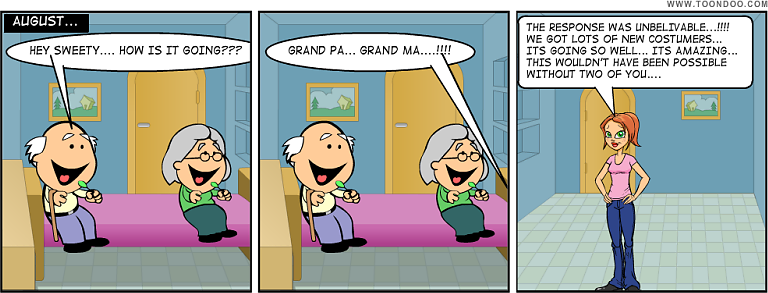 WWW.TOONDOO.COM
AUGUST...
HEY SWEETY.... HOW IS IT GOING???
GRAND PA... GRAND MA....!!!!
THE RESPONSE WAS UNBELIVABLE...!!!!
WE GOT LOTS OF NEW COSTUMERS...
ITS GOING SO WELL... ITS AMAZING...
THIS WOULDN'T HAVE BEEN POSSIBLE
WITHOUT TWO OF YOU....